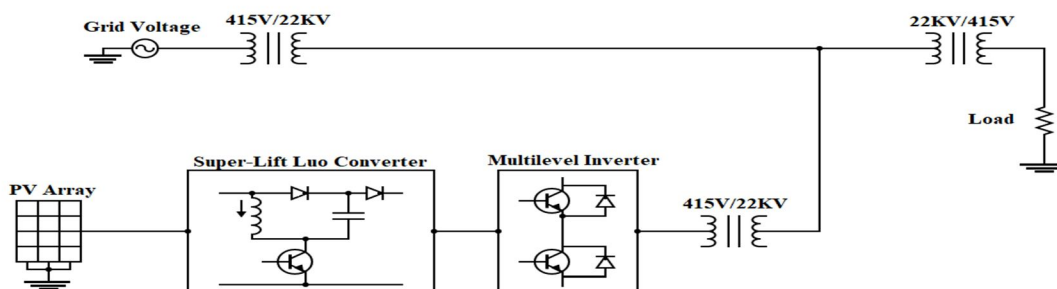 415V/22KV
22KV/415V
Grid Voltage
Load
Super-Lift Luo Converter
Multilevel Inverter
PV Array
415V/22KV